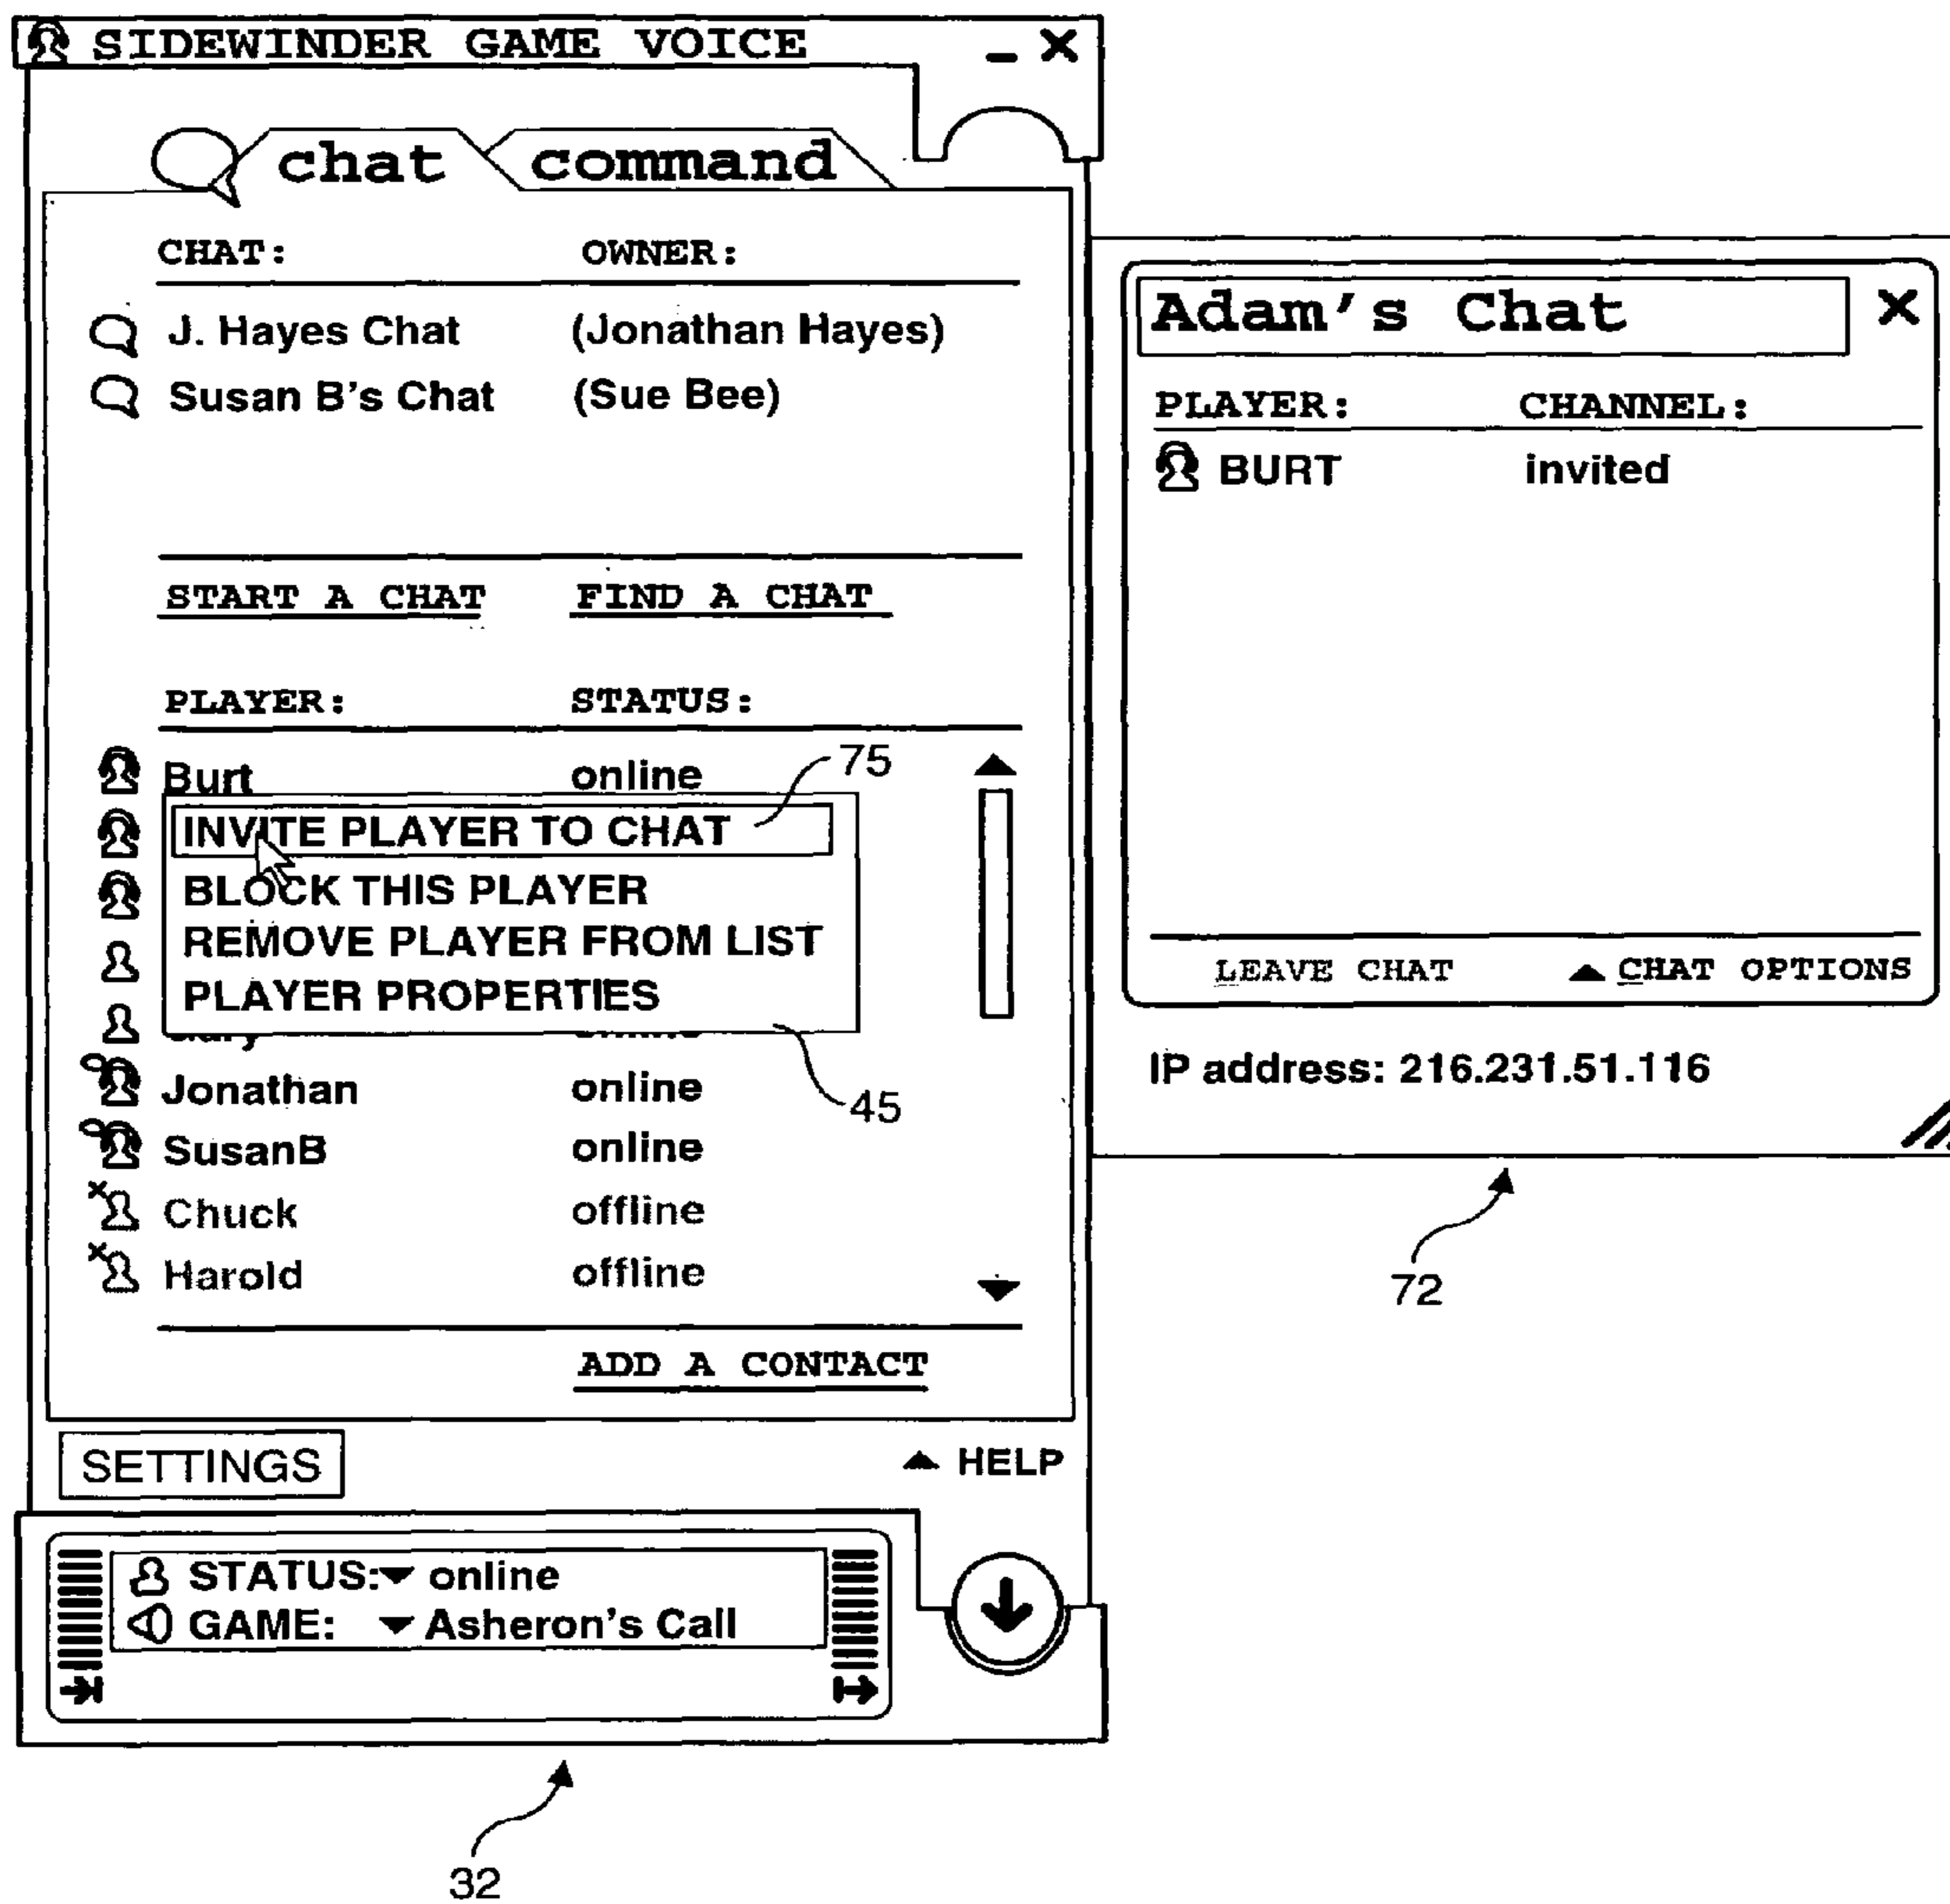 SIDEWINDER GAME VOICE
chat command
CHAT: OWNER:
J. Hayes Chat (Jonathan Hayes)
Susan B's Chat (Sue Bee)
START A CHAT FIND A CHAT
PLAYER: STATUS:
Burt online
75
INVITE PLAYER TO CHAT
BLOCK THIS PLAYER
REMOVE PLAYER FROM LIST
PLAYER PROPERTIES
45
Jonathan online
SusanB online
Chuck offline
Harold offline
ADD A CONTACT
SETTINGS HELP
STATUS: online
GAME: Asheron's Call
32
Adam's Chat
PLAYER: CHANNEL:
BURT invited
LEAVE CHAT CHAT OPTIONS
IP address: 216.231.51.116
72